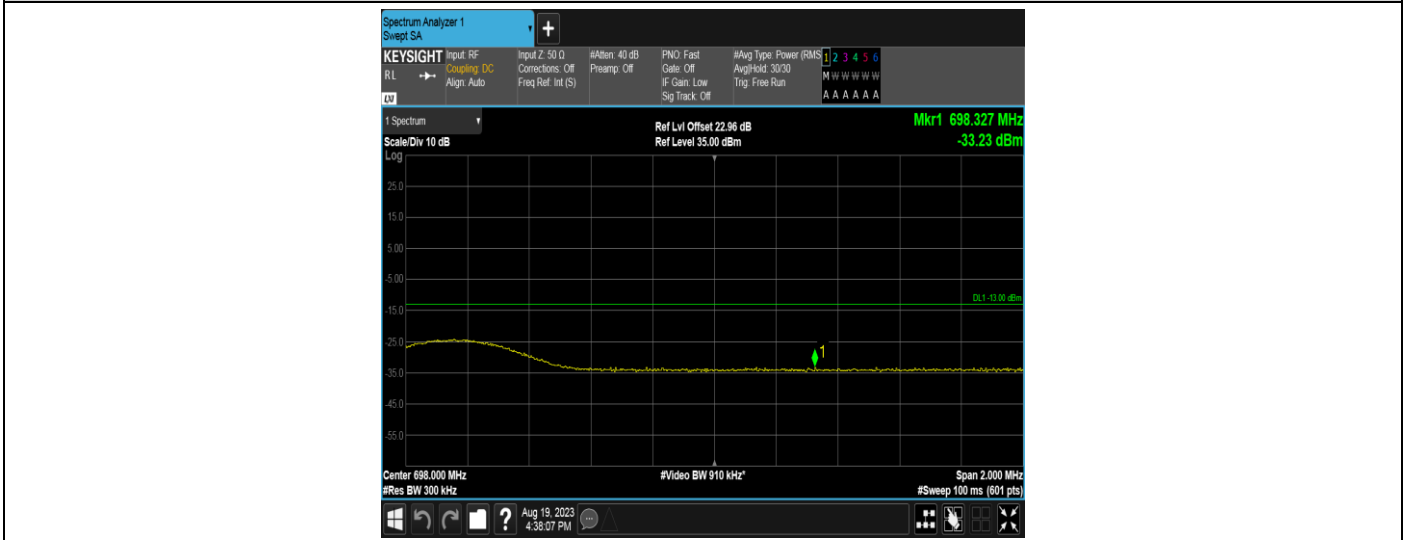 Spectrum Analyzer 1
Swept SA
KEYSIGHT
RL
LXI
Input: RF
Coupling: DC
Align: Auto
Input Z: 50 Ω
Corrections: Off
Freq Ref: Int (S)
#Atten: 40 dB
Preamp: Off
PNO: Fast
Gate: Off
IF Gain: Low
Sig Track: Off
#Avg Type: Power (RMS
Avg|Hold: 30/30
Trig: Free Run
1 2 3 4 5 6
M W W W W W
A A A A A A
1 Spectrum
Scale/Div 10 dB
Log
Ref Lvl Offset 22.96 dB
Ref Level 35.00 dBm
Mkr1 698.327 MHz
-33.23 dBm
25.0
15.0
5.00
-5.00
DL1 -13.00 dBm
-15.0
-25.0
1
-35.0
-45.0
-55.0
Center 698.000 MHz
#Video BW 910 kHz*
Span 2.000 MHz
#Res BW 300 kHz
#Sweep 100 ms (601 pts)
?
Aug 19, 2023
4:38:07 PM